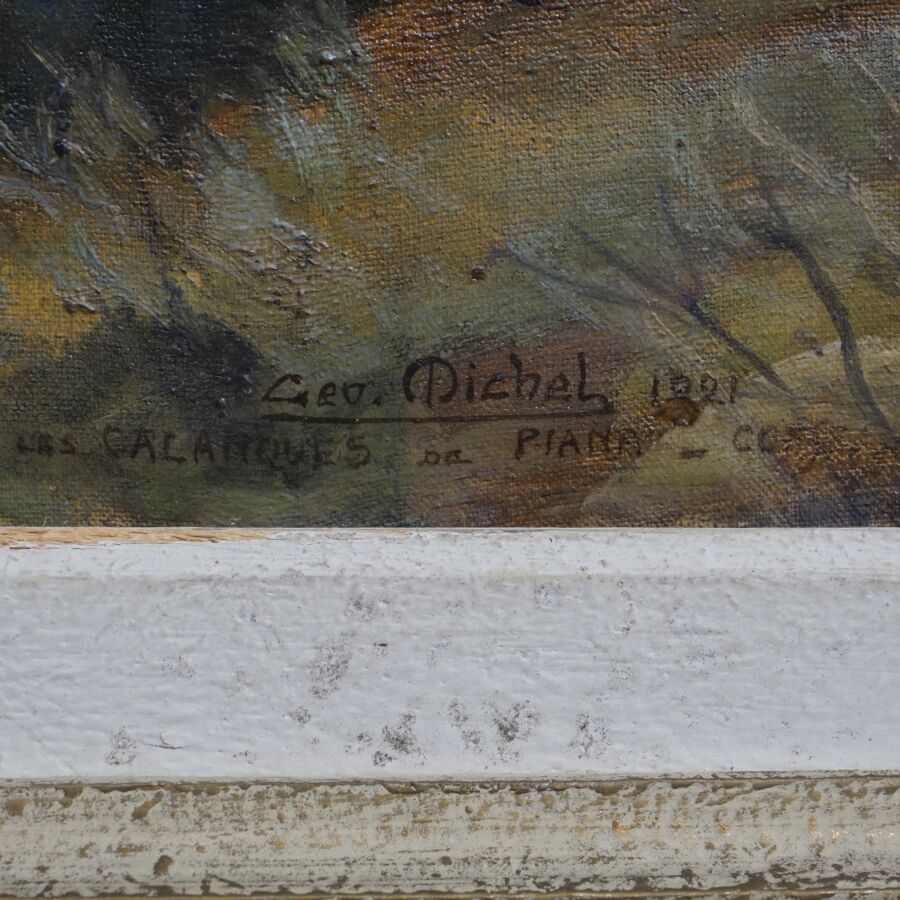 Geo. Michel 1921
LES CALANQUES DE PIANA _